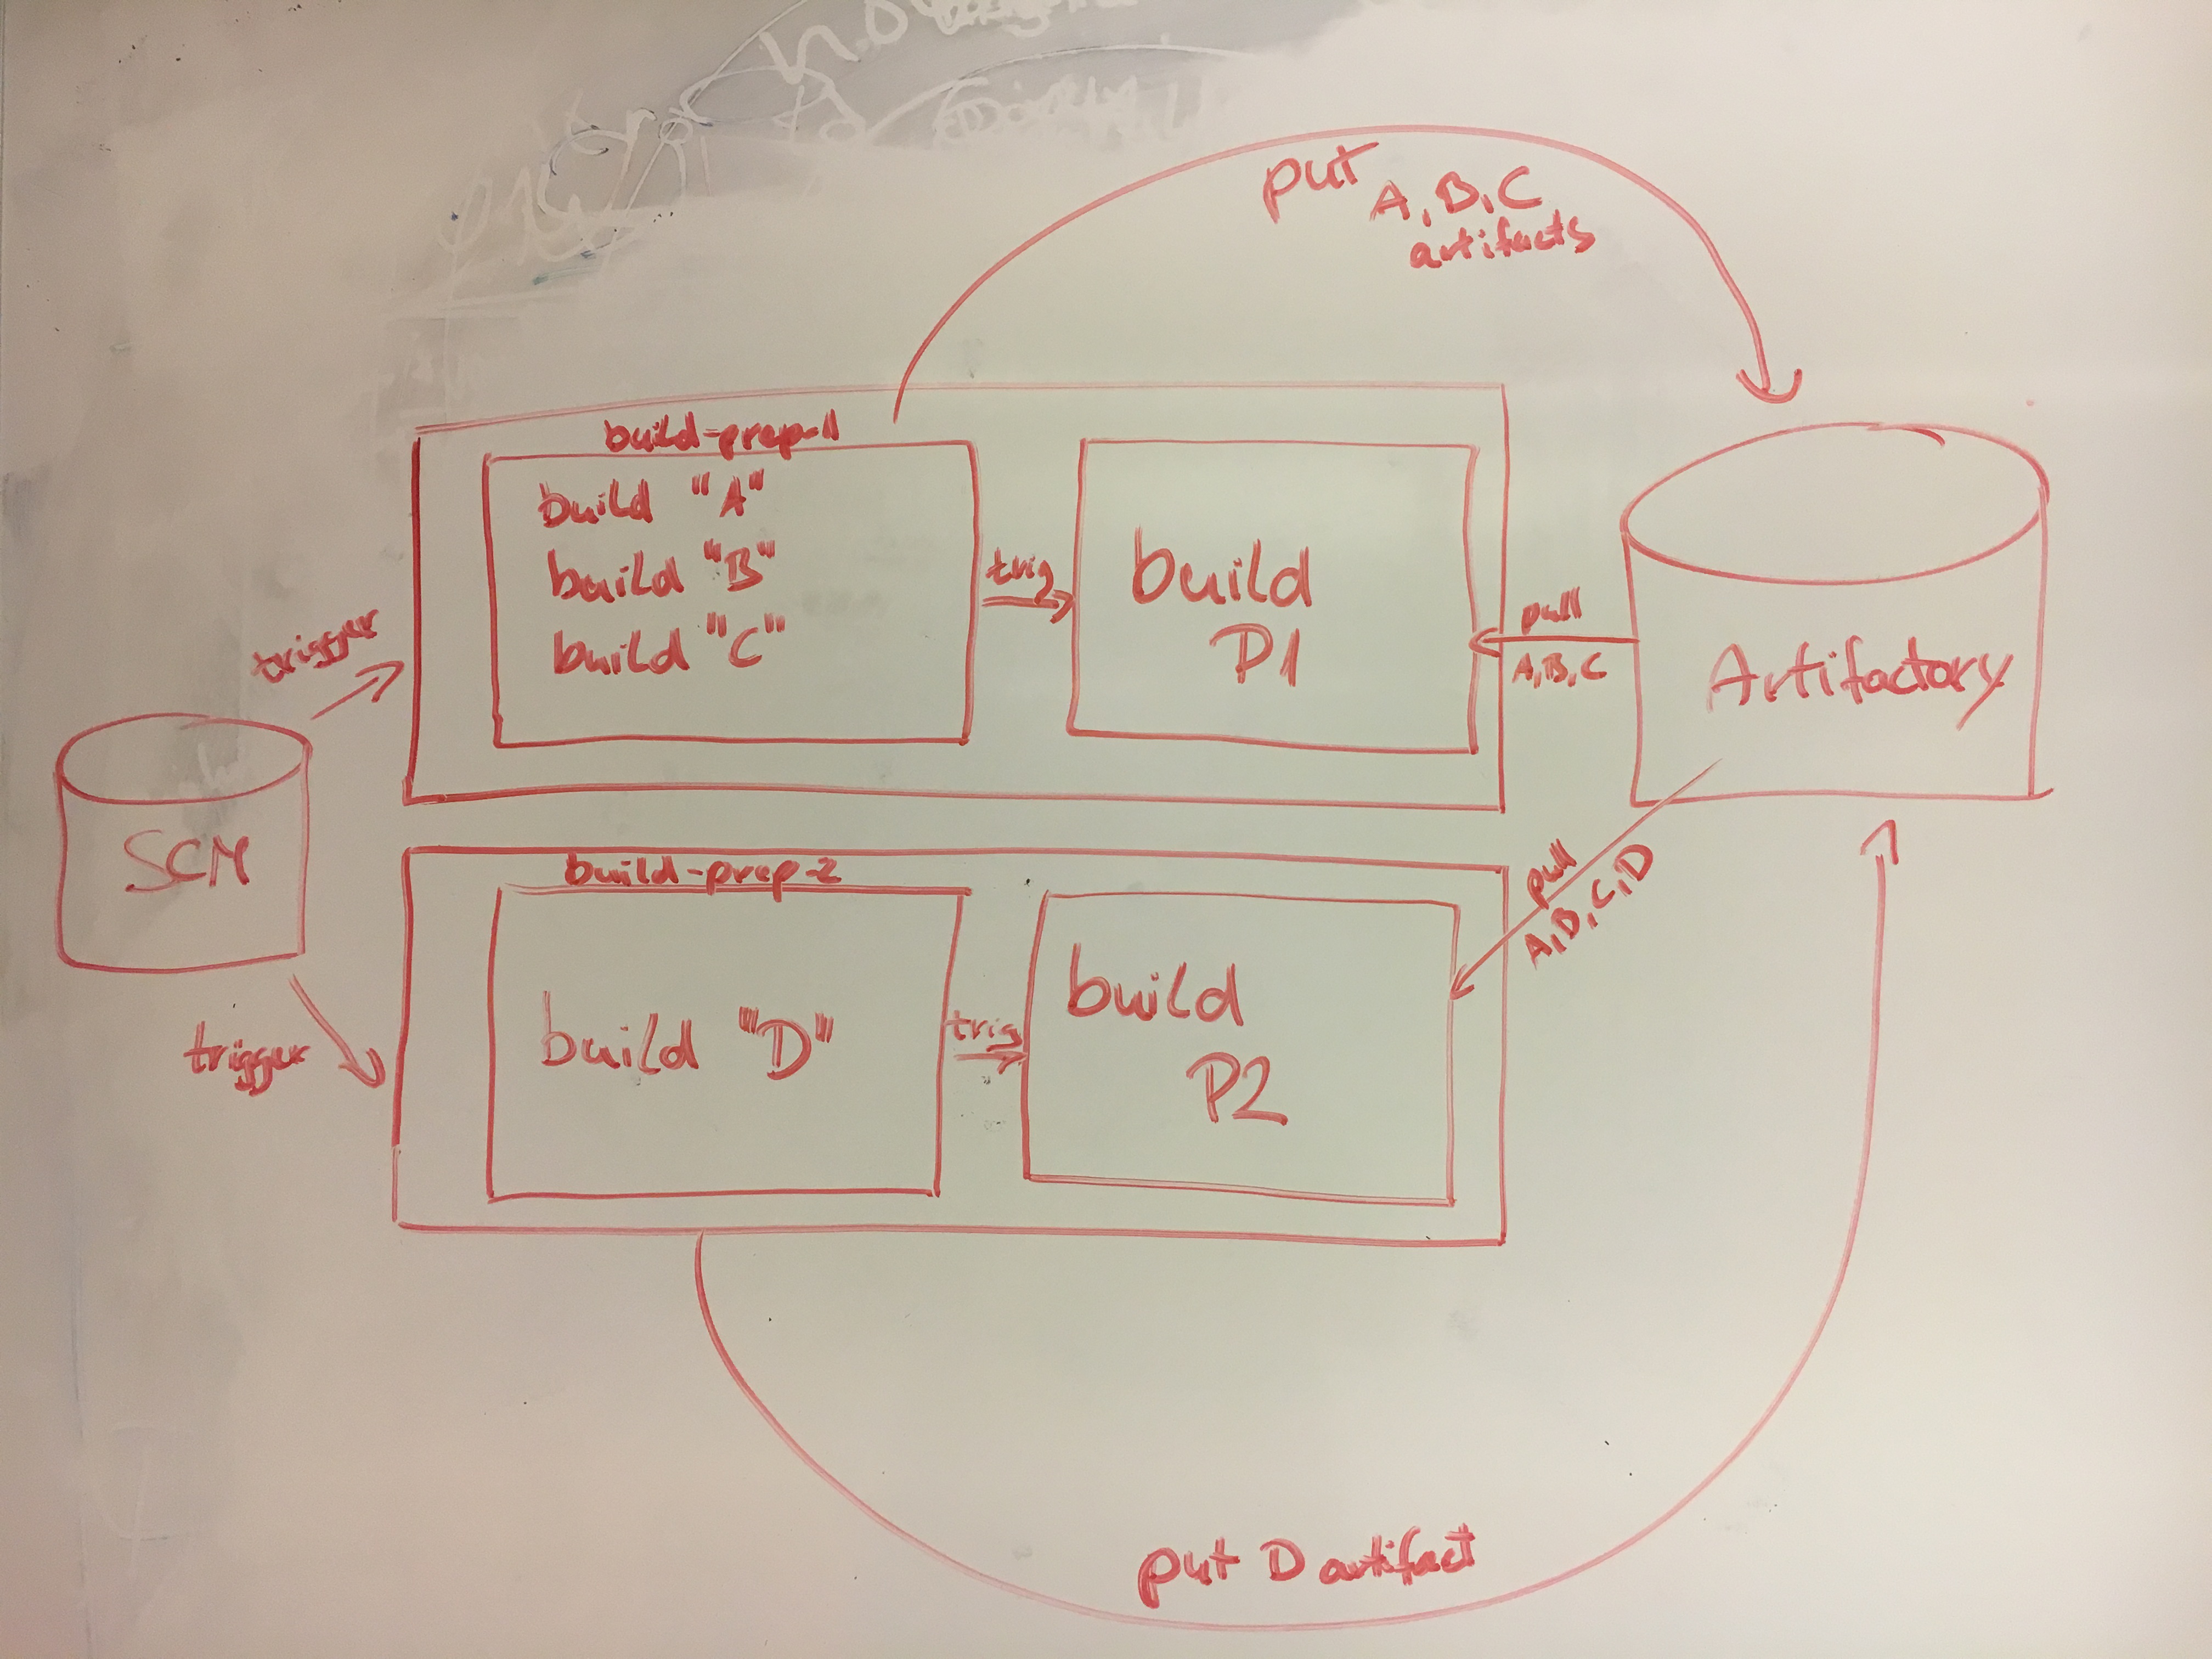 put
A, B, C
artifacts
build-prep-1
build "A"
build "B"
build "C"
trig
build
P1
pull
A, B, C
Artifactory
trigger
SCM
trigger
build-prep-2
build "D"
trig
build
P2
pull
A, B, C, D
put D artifact